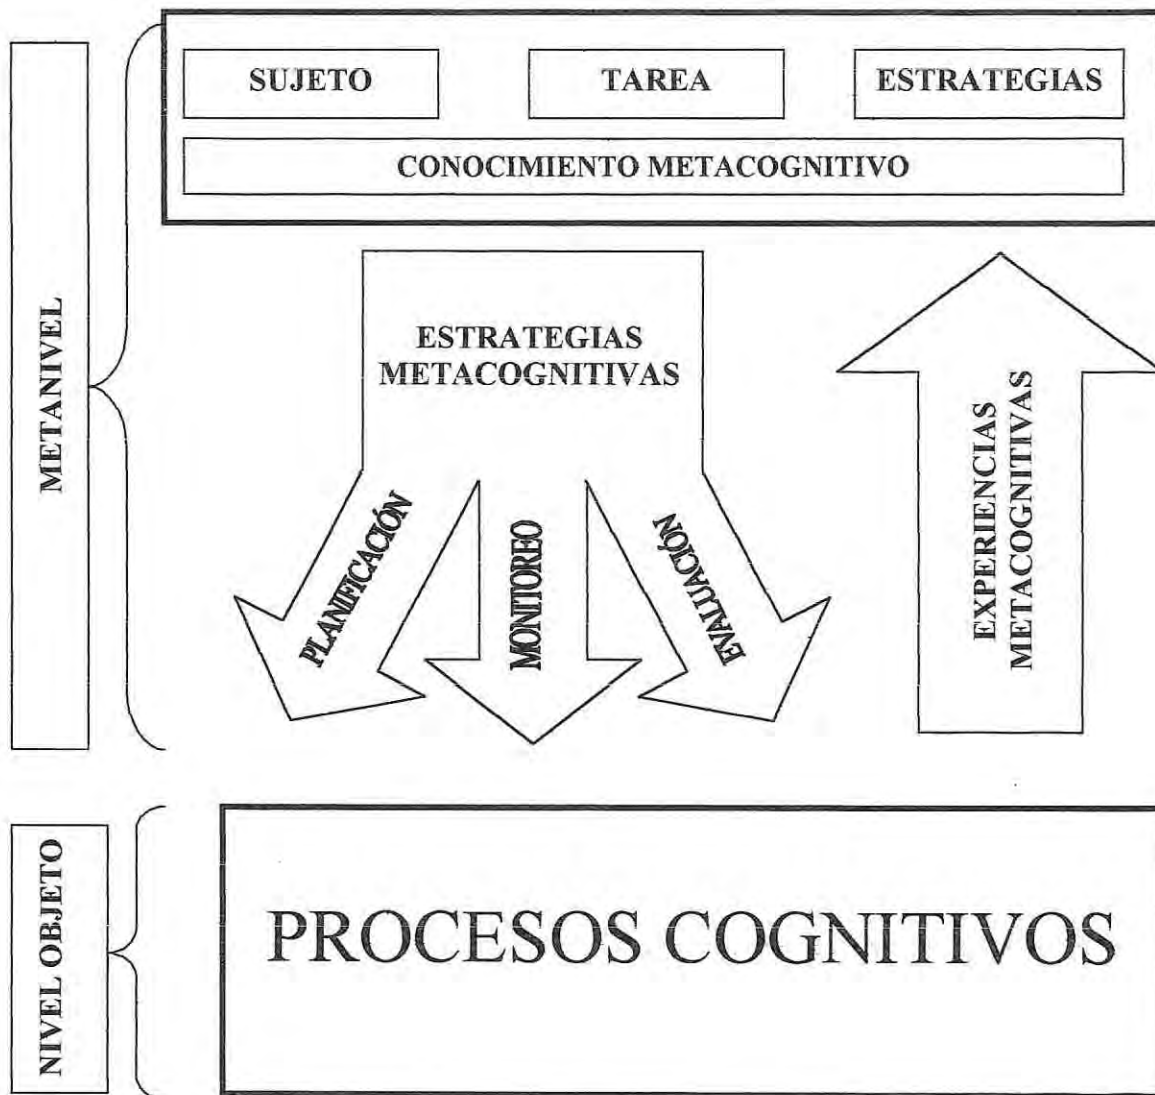 SUJETO
TAREA
ESTRATEGIAS
CONOCIMIENTO METACOGNITIVO
METANIVEL
ESTRATEGIAS
METACOGNITIVAS
PLANIFICACIÓN
MONITOREO
EVALUACIÓN
EXPERIENCIAS
METACOGNITIVAS
NIVEL OBJETO
PROCESOS COGNITIVOS